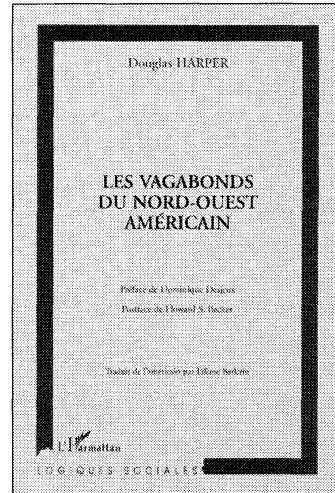 Douglas HARPER
LES VAGABONDS
DU NORD-OUEST
AMÉRICAIN
Préface de Dominique Desjeux
Postface de Howard S. Becker
Traduit de l'américain par Liliane
L'Harmattan
LOGIQUES SOCIALES